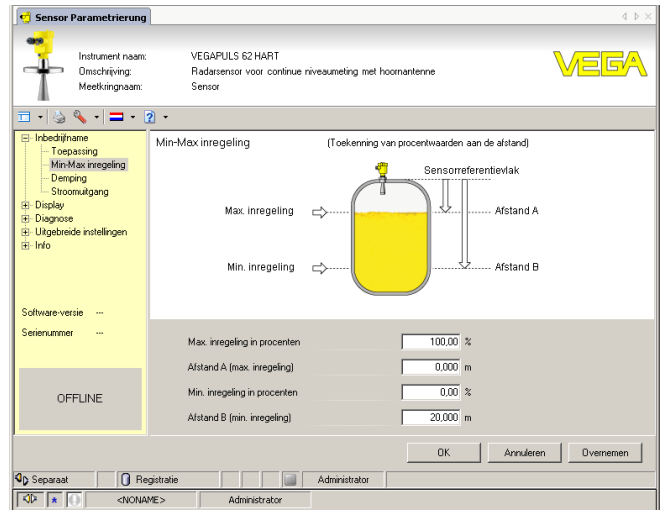 Sensor Parametrierung
Instrument naam: VEGAPULS 62 HART
Omschrijving: Radarsensor voor continue niveaumeting met hoornantenne
Meetkringnaam: Sensor
VEGA
Inbedrijfname
Toepassing
Min-Max inregeling
Demping
Stroomuitgang
Display
Diagnose
Uitgebreide instellingen
Info
Software-versie ---
Serienummer ---
OFFLINE
Min-Max inregeling (Toekenning van procentwaarden aan de afstand)
Sensorreferentievlak
Max. inregeling
Afstand A
Min. inregeling
Afstand B
Max. inregeling in procenten 100,00 %
Afstand A (max. inregeling) 0,000 m
Min. inregeling in procenten 0,00 %
Afstand B (min. inregeling) 20,000 m
OK Annuleren Overnemen
Separaat Registratie Administrator
<NONAME> Administrator